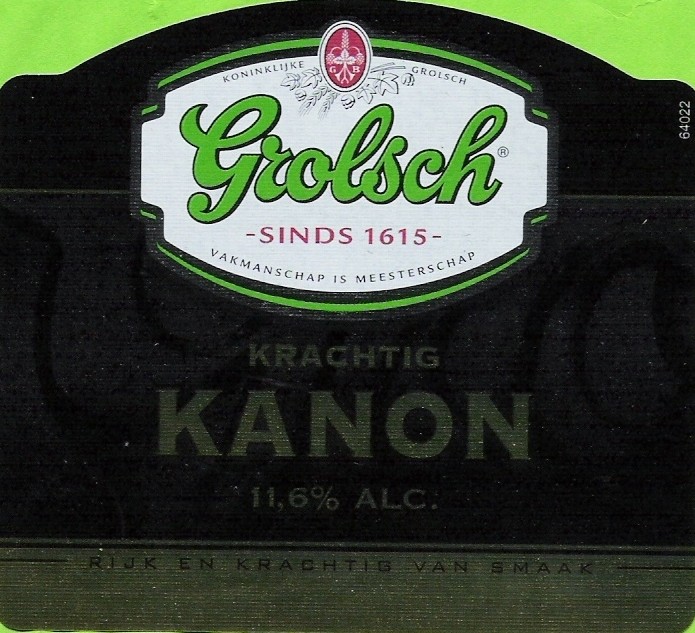 KONINKLIJKE GROLSCH
G B
Grolsch®
-SINDS 1615-
VAKMANSCHAP IS MEESTERSCHAP
64022
KRACHTIG
KANON
11,6% ALC.
RIJK EN KRACHTIG VAN SMAAK